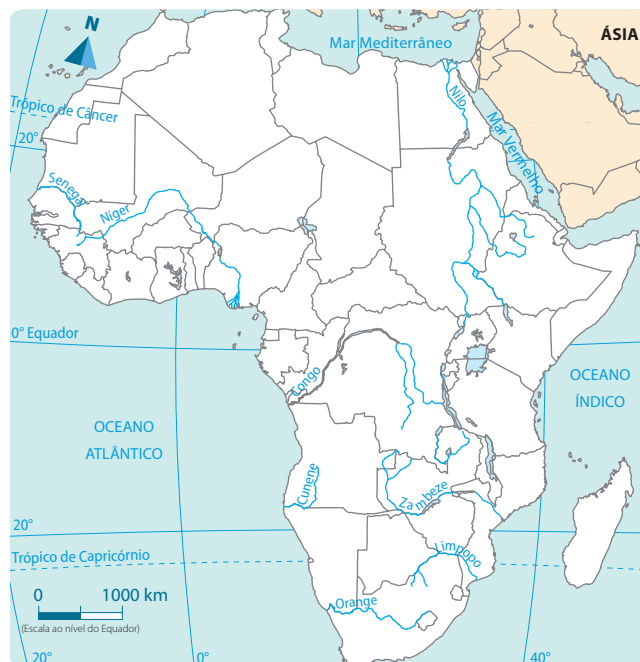 N
Mar Mediterrâneo
ÁSIA
Trópico de Câncer
20°
Nilo
Mar Vermelho
Senegal
Níger
0° Equador
Congo
OCEANO
ÍNDICO
OCEANO
ATLÂNTICO
Cunene
Zambeze
20°
Trópico de Capricórnio
Limpopo
0 1000 km
(Escala ao nível do Equador)
Orange
20°
0°
40°